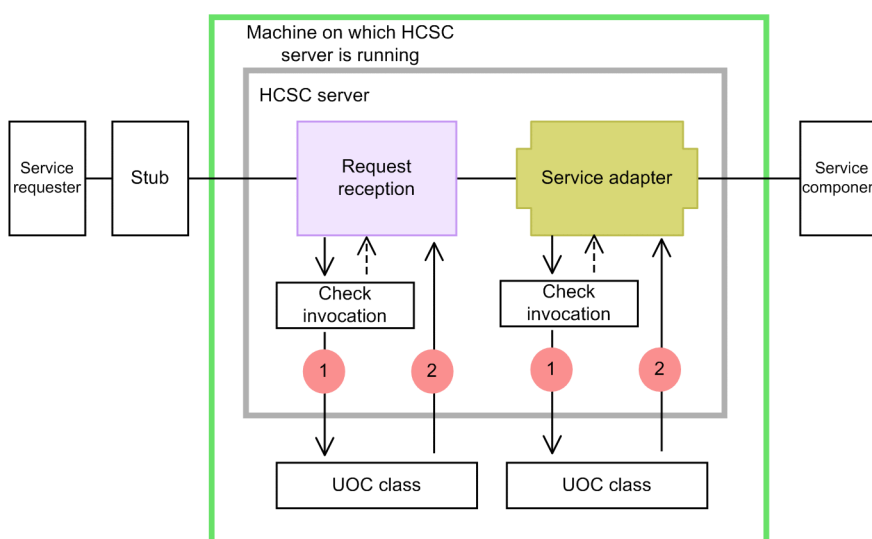 Machine on which HCSC
server is running
HCSC server
Service
requester
Stub
Request
reception
Service adapter
Service
component
Check
invocation
Check
invocation
1
2
1
2
UOC class
UOC class